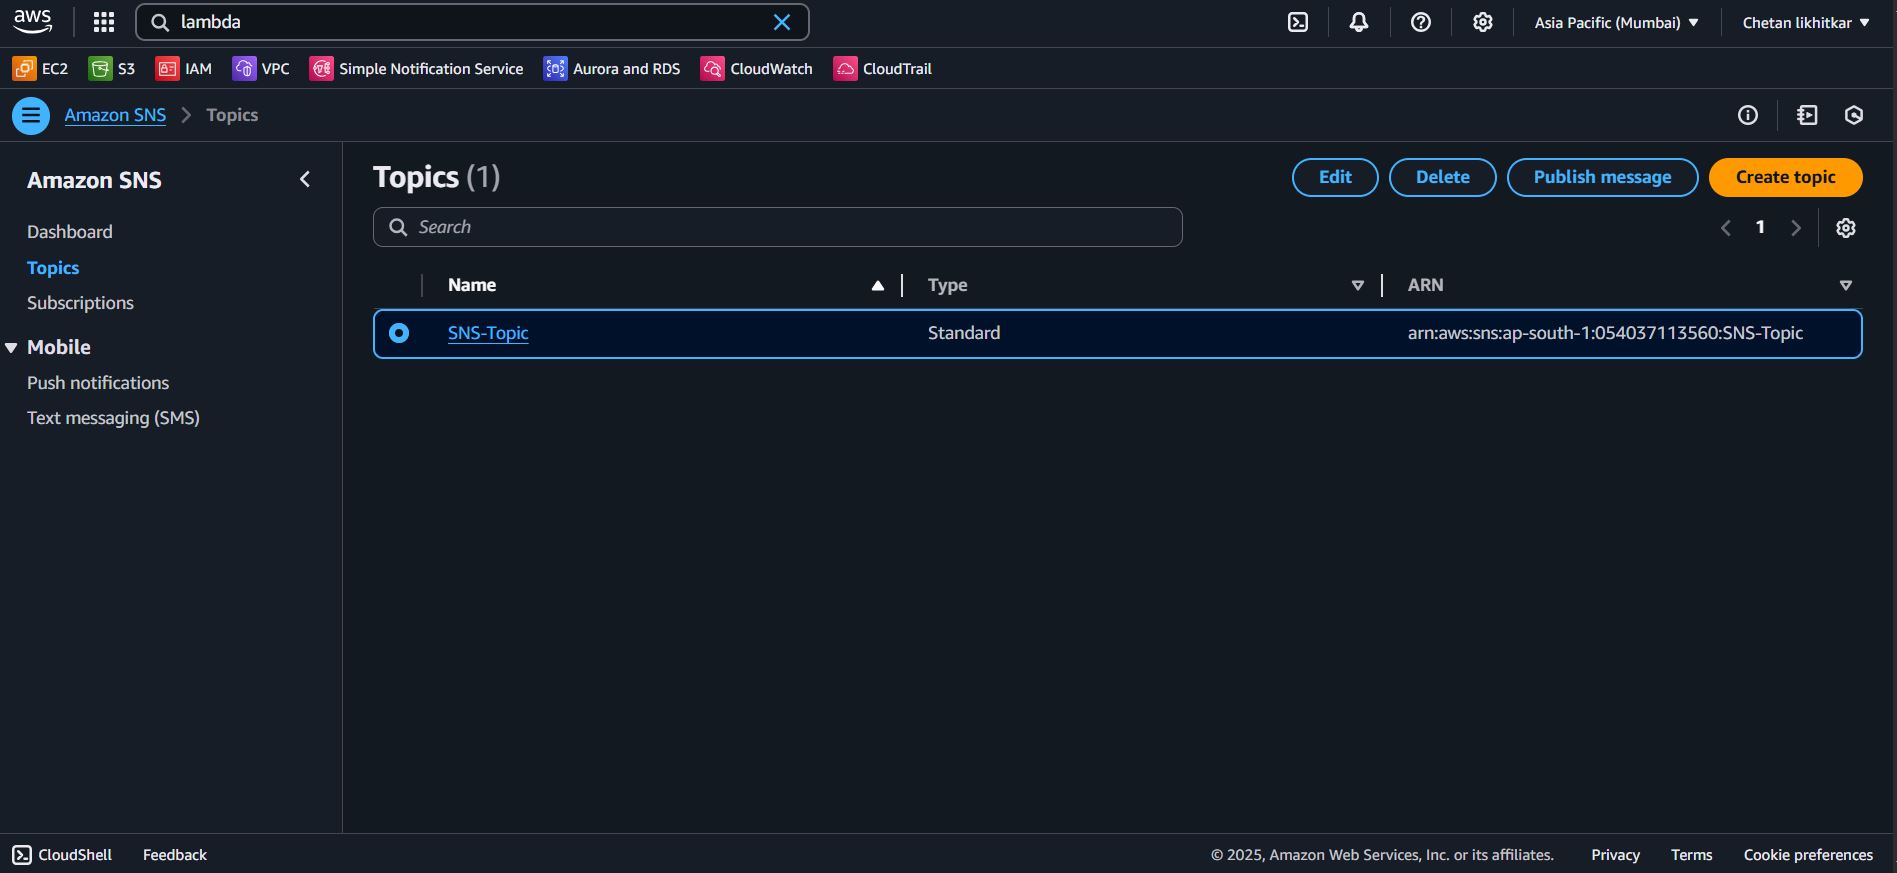 aws
lambda
Asia Pacific (Mumbai)
Chetan likhitkar
EC2
S3
IAM
VPC
Simple Notification Service
Aurora and RDS
CloudWatch
CloudTrail
Amazon SNS
Topics
Amazon SNS
Dashboard
Topics
Subscriptions
Mobile
Push notifications
Text messaging (SMS)
Topics (1)
Edit
Delete
Publish message
Create topic
Search
1
Name
Type
ARN
SNS-Topic
Standard
arn:aws:sns:ap-south-1:054037113560:SNS-Topic
CloudShell
Feedback
© 2025, Amazon Web Services, Inc. or its affiliates.
Privacy
Terms
Cookie preferences